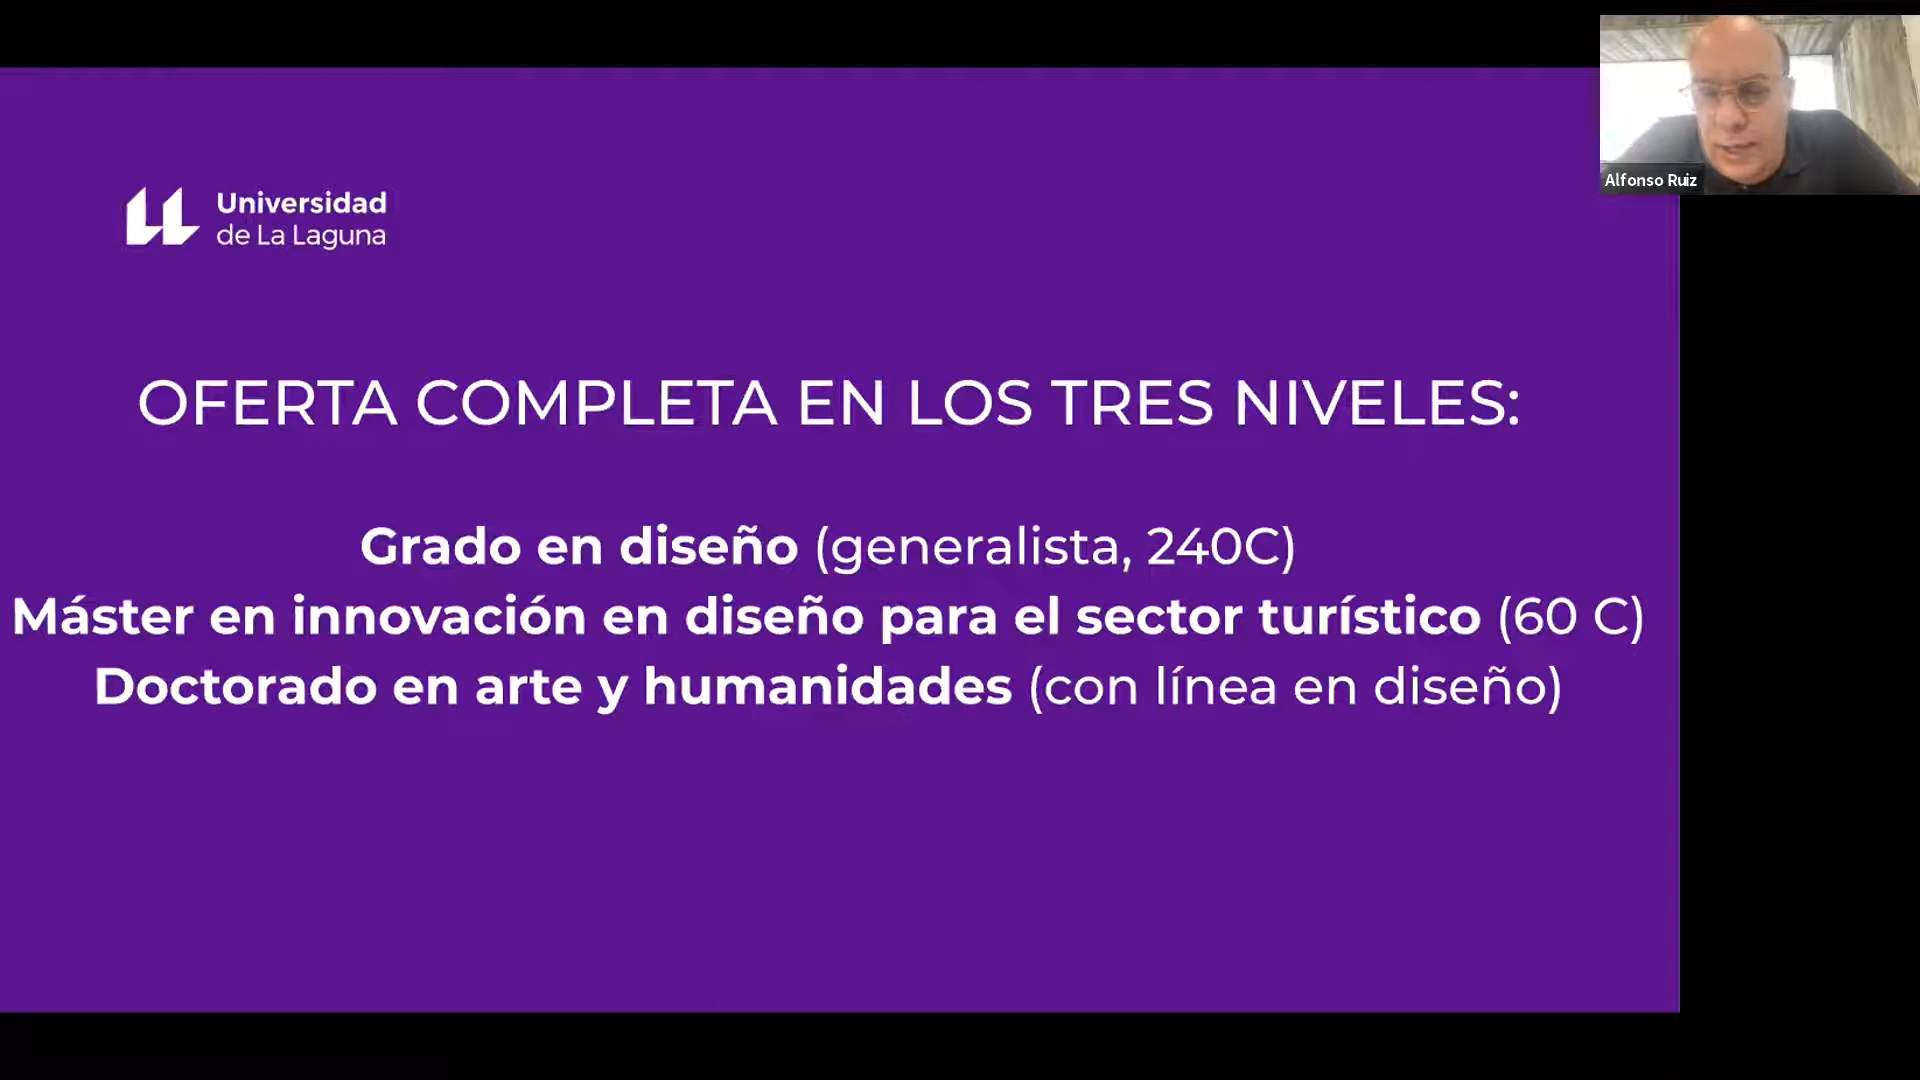 Alfonso Ruiz
Universidad
de La Laguna
OFERTA COMPLETA EN LOS TRES NIVELES:
Grado en diseño (generalista, 240C)
Máster en innovación en diseño para el sector turístico (60 C)
Doctorado en arte y humanidades (con línea en diseño)